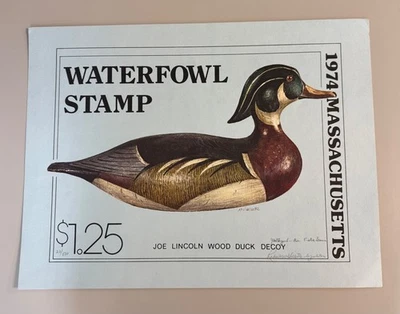 WATERFOWL
STAMP
1974 MASSACHUSETTS
$1.25
JOE LINCOLN WOOD DUCK DECOY